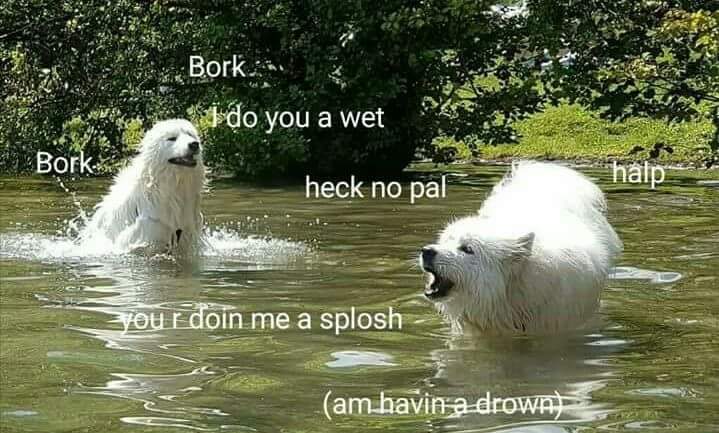 Bork
I do you a wet
Bork
heck no pal
halp
you r doin me a splosh
(am havin a drown)